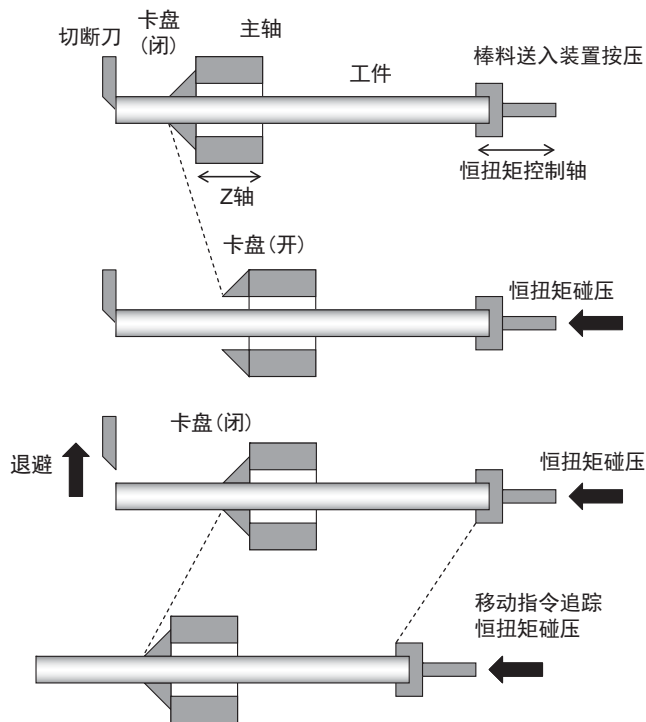 切断刀
卡盘
(闭)
主轴
工件
棒料送入装置按压
恒扭矩控制轴
Z轴
卡盘(开)
恒扭矩碰压
退避
卡盘(闭)
恒扭矩碰压
移动指令追踪
恒扭矩碰压